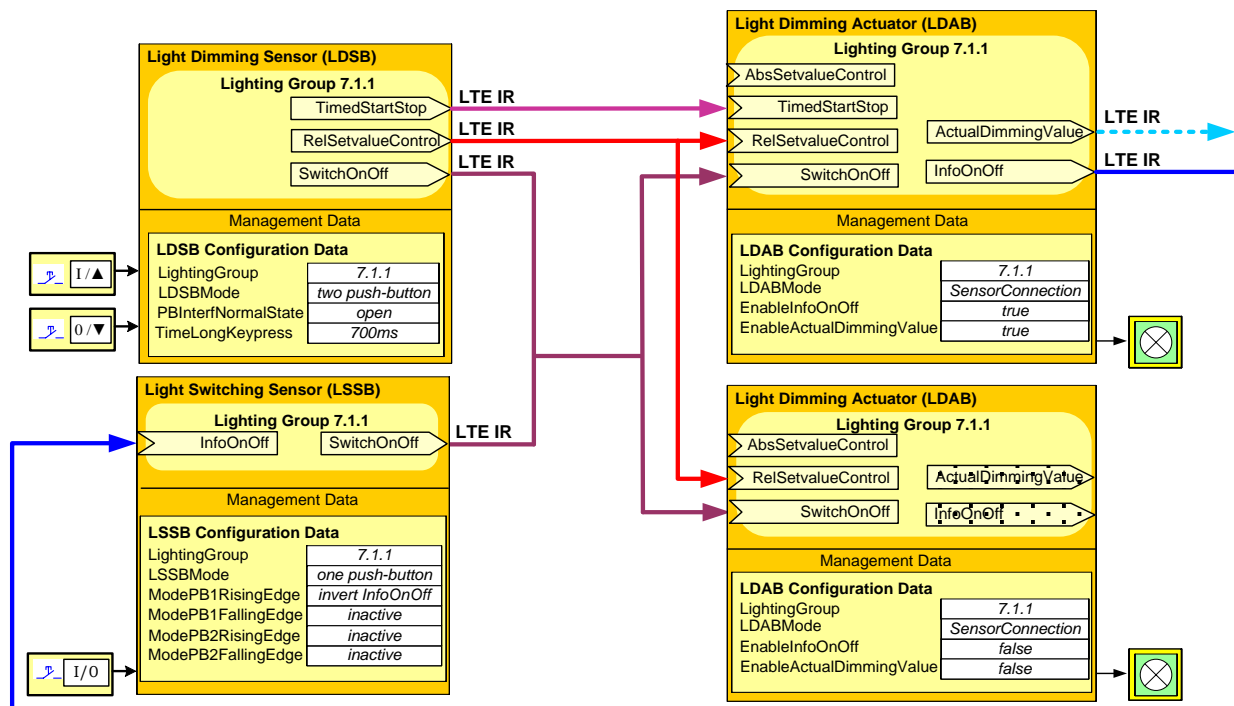 Light Dimming Sensor (LDSB)
Lighting Group 7.1.1
TimedStartStop
RelSetvalueControl
SwitchOnOff
LTE IR
LTE IR
LTE IR
Management Data
LDSB Configuration Data
LightingGroup 7.1.1
LDSBMode two push-button
PBInterfNormalState open
TimeLongKeypress 700ms
I /▲
0 /▼
Light Switching Sensor (LSSB)
Lighting Group 7.1.1
InfoOnOff SwitchOnOff
LTE IR
Management Data
LSSB Configuration Data
LightingGroup 7.1.1
LSSBMode one push-button
ModePB1RisingEdge invert InfoOnOff
ModePB1FallingEdge inactive
ModePB2RisingEdge inactive
ModePB2FallingEdge inactive
I/0
Light Dimming Actuator (LDAB)
Lighting Group 7.1.1
AbsSetvalueControl
TimedStartStop
RelSetvalueControl
SwitchOnOff
ActualDimmingValue
InfoOnOff
LTE IR
LTE IR
Management Data
LDAB Configuration Data
LightingGroup 7.1.1
LDABMode SensorConnection
EnableInfoOnOff true
EnableActualDimmingValue true
Light Dimming Actuator (LDAB)
Lighting Group 7.1.1
AbsSetvalueControl
RelSetvalueControl
SwitchOnOff
ActualDimmingValue
InfoOnOff
Management Data
LDAB Configuration Data
LightingGroup 7.1.1
LDABMode SensorConnection
EnableInfoOnOff false
EnableActualDimmingValue false